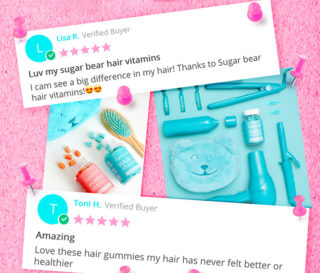 L
Lisa R. Verified Buyer
Luv my sugar bear hair vitamins
I cam see a big difference in my hair! Thanks to Sugar bear
hair vitamins!😍😍
T
Toni H. Verified Buyer
Amazing
Love these hair gummies my hair has never felt better or
healthier